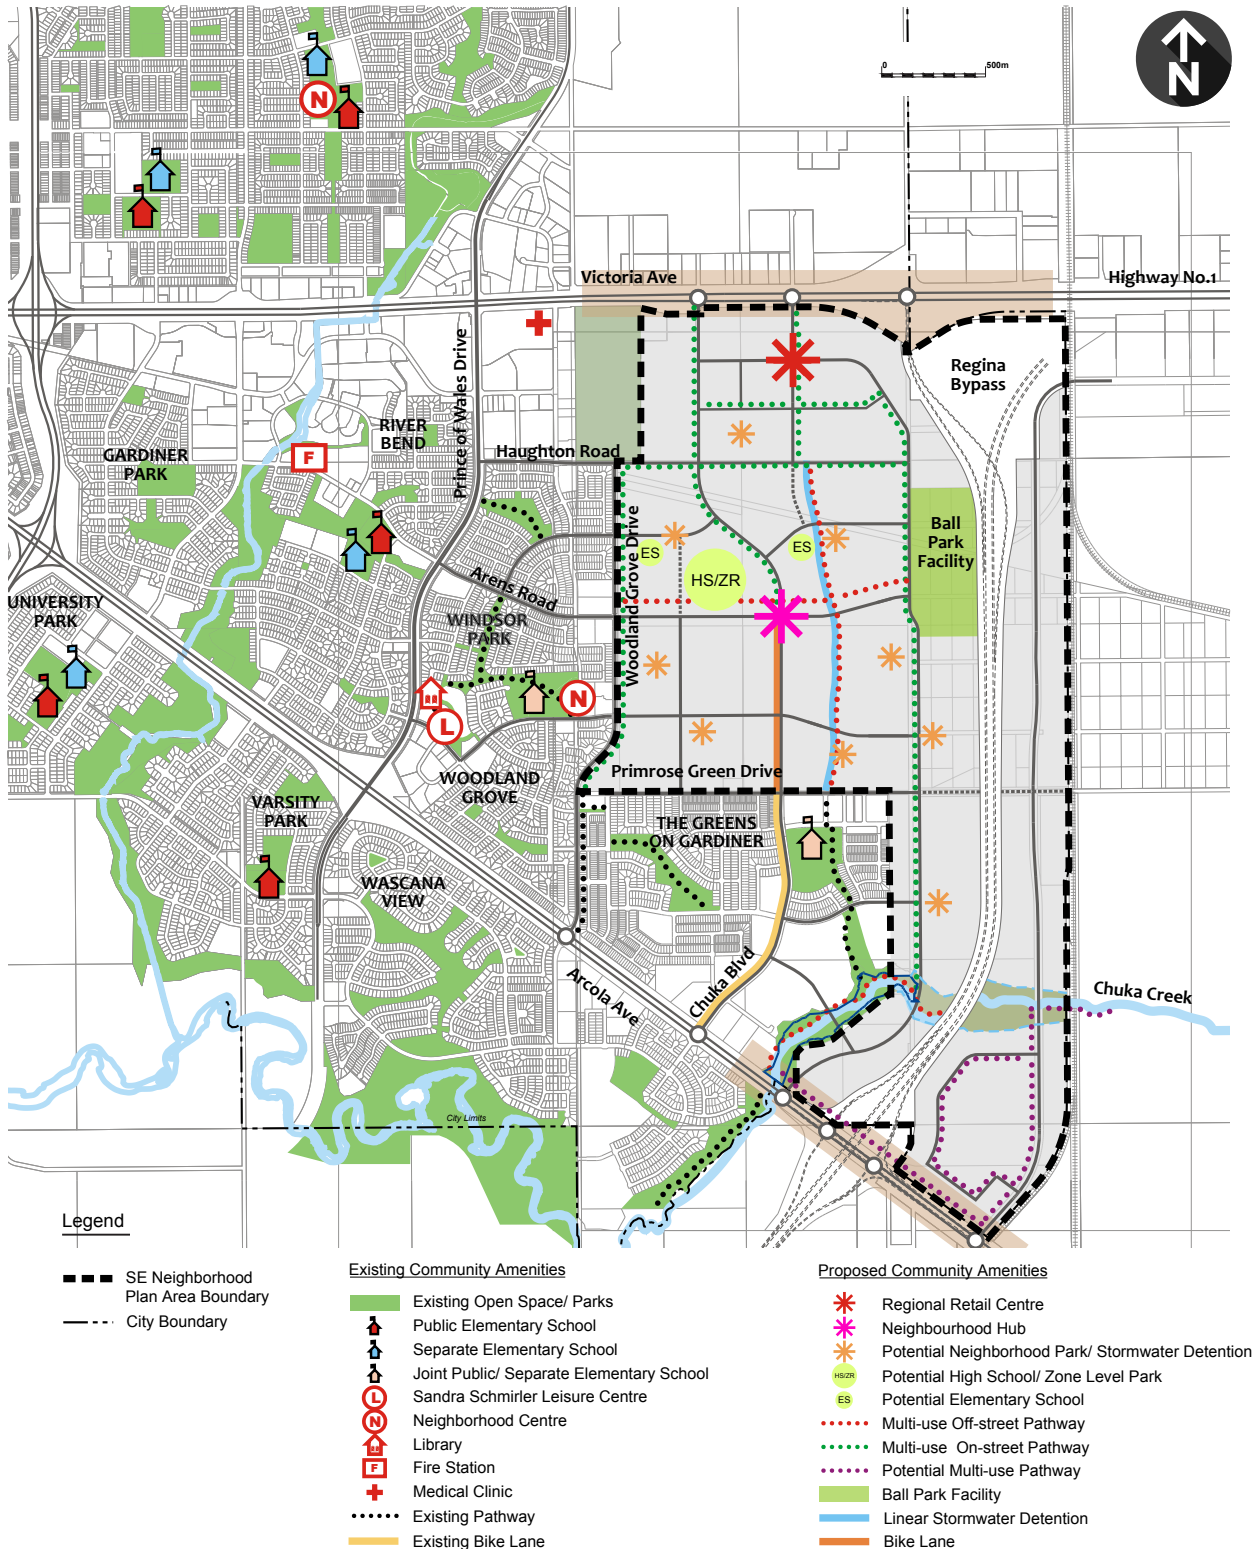 N
0
500m
N
Victoria Ave
Highway No.1
Regina
Bypass
Prince of Wales Drive
RIVER
BEND
Haughton Road
GARDINER
PARK
F
Woodland Grove Drive
Ball
Park
Facility
ES
ES
HS/ZR
Arens Road
UNIVERSITY
PARK
WINDSOR
PARK
N
L
WOODLAND
GROVE
Primrose Green Drive
VARSITY
PARK
THE GREENS
ON GARDINER
WASCANA
VIEW
Arcola Ave
Chuka Blvd
Chuka Creek
City Limits
Legend
SE Neighborhood
Plan Area Boundary
City Boundary
Existing Community Amenities
Existing Open Space/ Parks
Public Elementary School
Separate Elementary School
Joint Public/ Separate Elementary School
L Sandra Schmirler Leisure Centre
N Neighborhood Centre
Library
F Fire Station
Medical Clinic
Existing Pathway
Existing Bike Lane
Proposed Community Amenities
Regional Retail Centre
Neighbourhood Hub
Potential Neighborhood Park/ Stormwater Detention
HS/ZR Potential High School/ Zone Level Park
ES Potential Elementary School
Multi-use Off-street Pathway
Multi-use On-street Pathway
Potential Multi-use Pathway
Ball Park Facility
Linear Stormwater Detention
Bike Lane